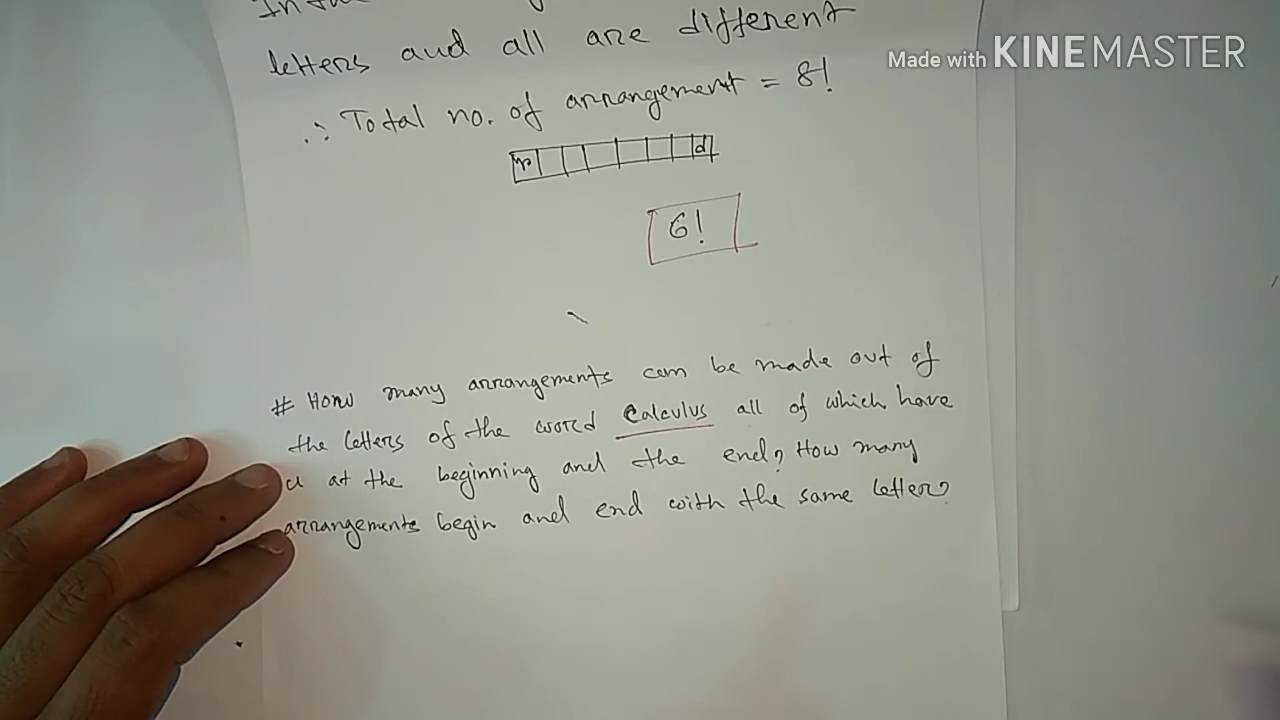 letters and all are different
Made with KINEMASTER
∴ Total no. of arrangement = 8!
d
6!
# How many arrangements can be made out of
the letters of the word Calculus all of which have
u at the beginning and the end? How many
arrangements begin and end with the same letter?